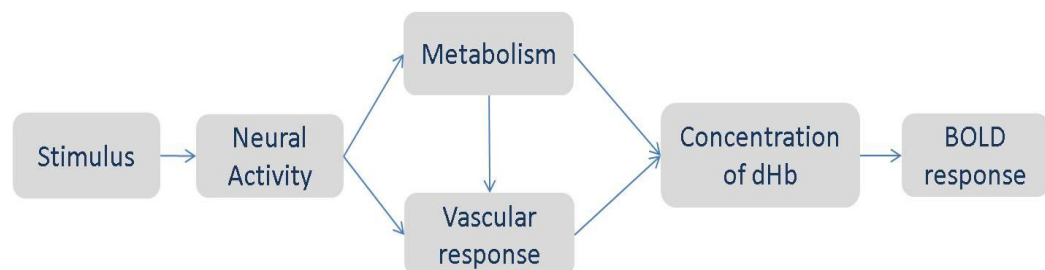 Stimulus
Neural
Activity
Metabolism
Vascular
response
Concentration
of dHb
BOLD
response